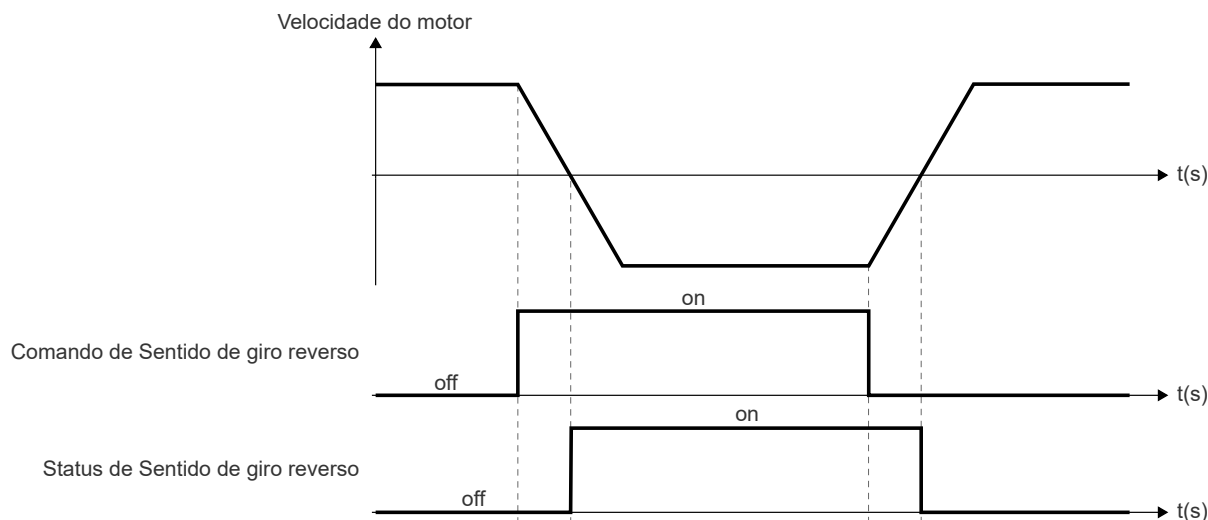 Velocidade do motor
t(s)
on
Comando de Sentido de giro reverso
off
t(s)
on
Status de Sentido de giro reverso
off
t(s)